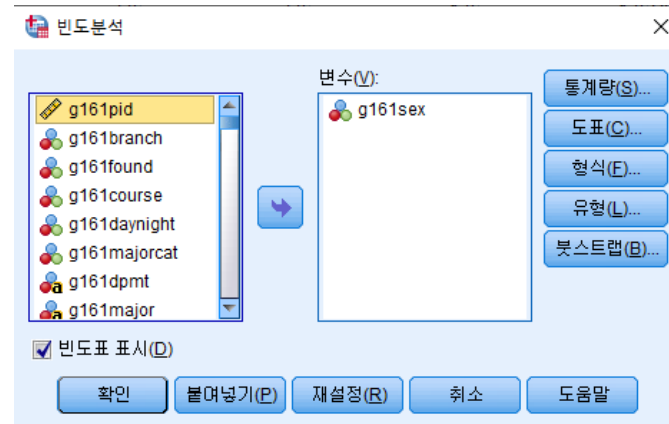 빈도분석
변수(V):
g161pid
g161branch
g161found
g161course
g161daynight
g161majorcat
g161dpmt
g161major
g161sex
통계량(S)...
도표(C)...
형식(F)...
유형(L)...
붓스트랩(B)...
빈도표 표시(D)
확인
붙여넣기(P)
재설정(R)
취소
도움말